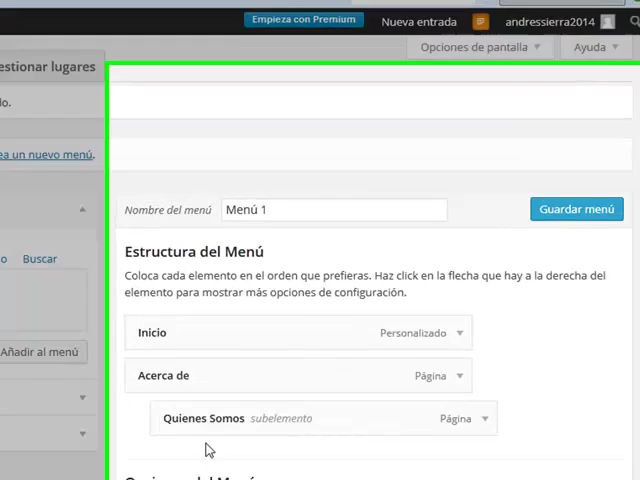 Empieza con Premium
Nueva entrada
andressierra2014
Opciones de pantalla
Ayuda
estionar lugares
lo.
ea un nuevo menú.
Nombre del menú
Menú 1
Guardar menú
Estructura del Menú
o
Buscar
Coloca cada elemento en el orden que prefieras. Haz click en la flecha que hay a la derecha del
elemento para mostrar más opciones de configuración.
Inicio
Personalizado
Añadir al menú
Acerca de
Página
Quienes Somos subelemento
Página